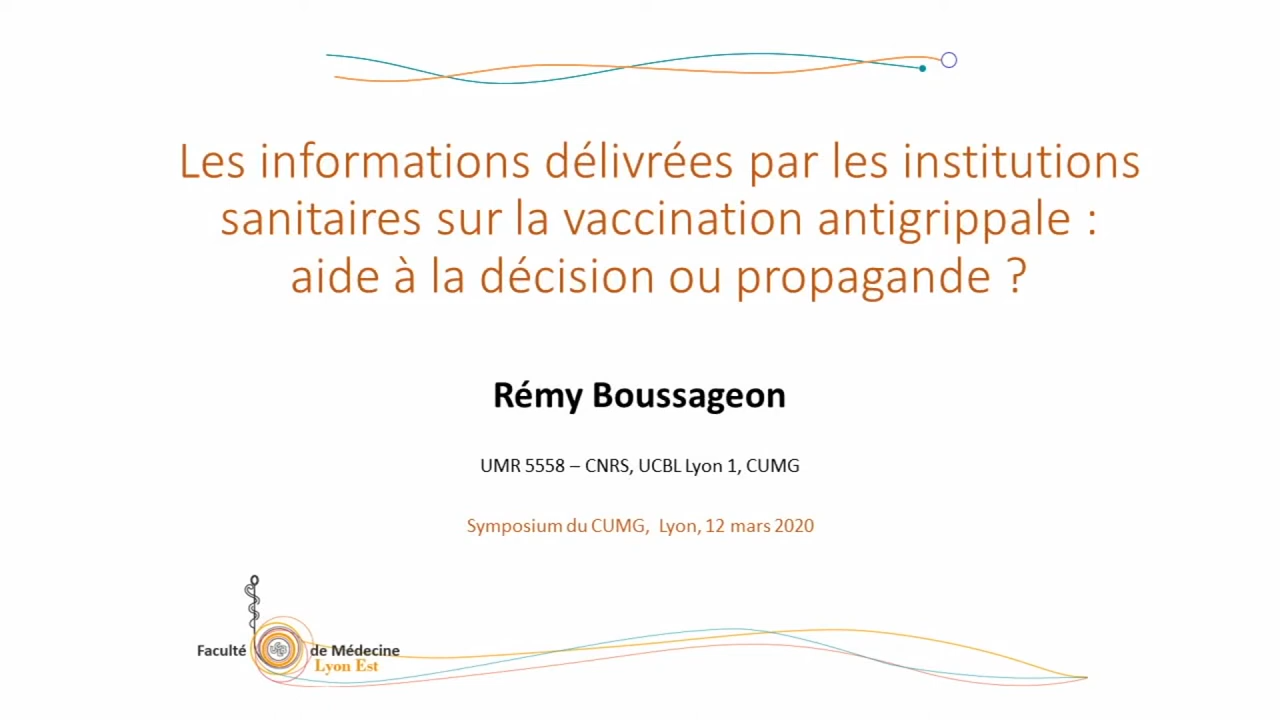 Les informations délivrées par les institutions
sanitaires sur la vaccination antigrippale :
aide à la décision ou propagande ?
Rémy Boussageon
UMR 5558 – CNRS, UCBL Lyon 1, CUMG
Symposium du CUMG, Lyon, 12 mars 2020
Faculté de Médecine
Lyon Est